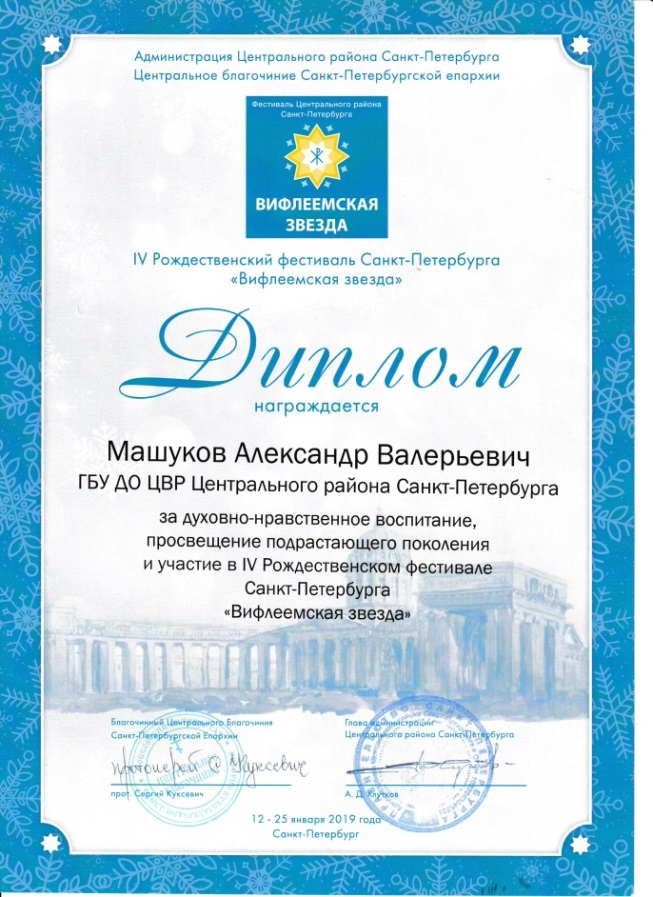 Администрация Центрального района Санкт-Петербурга
Центральное благочиние Санкт-Петербургской епархии
Фестиваль Центрального района
Санкт-Петербурга
ВИФЛЕЕМСКАЯ
ЗВЕЗДА
IV Рождественский фестиваль Санкт-Петербурга
«Вифлеемская звезда»
Диплом
награждается
Машуков Александр Валерьевич
ГБУ ДО ЦВР Центрального района Санкт-Петербурга
за духовно-нравственное воспитание,
просвещение подрастающего поколения
и участие в IV Рождественском фестивале
Санкт-Петербурга
«Вифлеемская звезда»
Благочинный Центрального Благочиния
Санкт-Петербургской Епархии
протоиерей С Куксевич
прот. Сергий Куксевич
Глава администрации
Центрального района Санкт-Петербурга
А. Д. Хлутков
12 - 25 января 2019 года
Санкт-Петербург